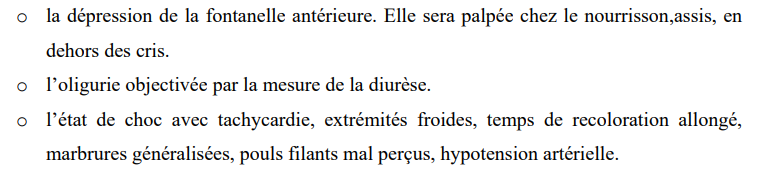 o la dépression de la fontanelle antérieure. Elle sera palpée chez le nourrisson,assis, en
dehors des cris.
o l’oligurie objectivée par la mesure de la diurèse.
o l’état de choc avec tachycardie, extrémités froides, temps de recoloration allongé,
marbrures généralisées, pouls filants mal perçus, hypotension artérielle.